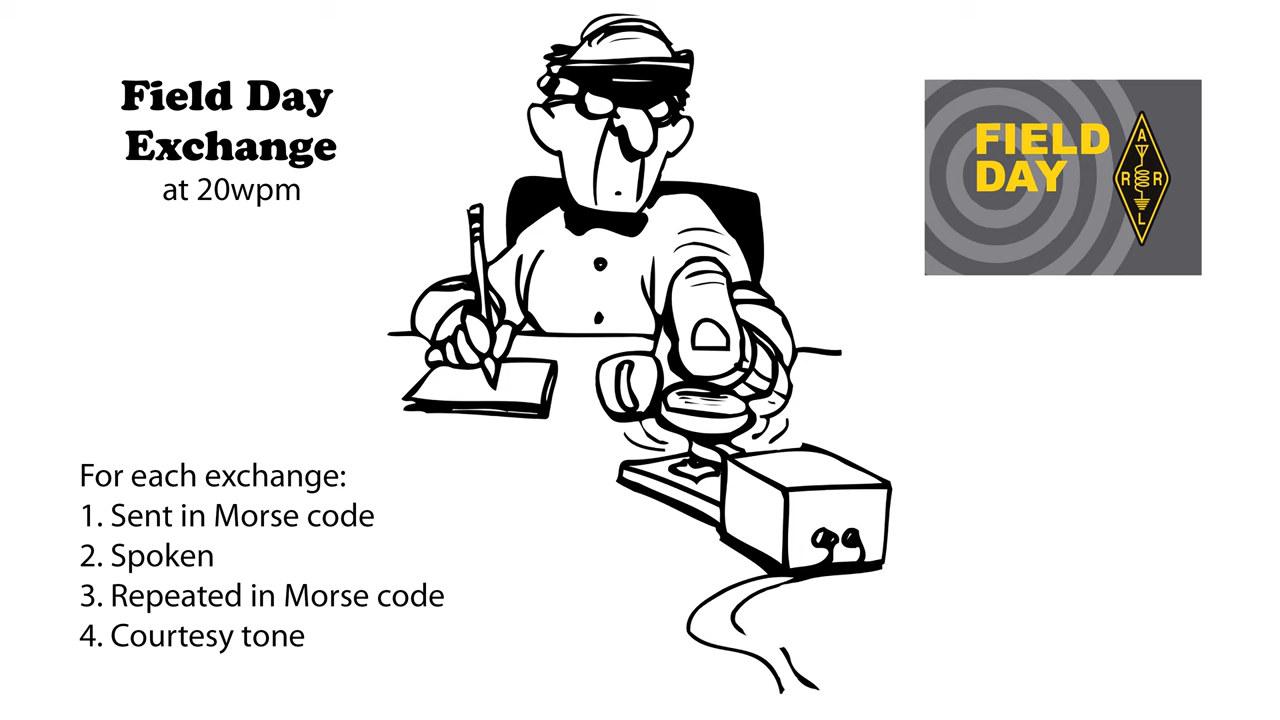 Field Day
Exchange
at 20wpm
FIELD
DAY
A
R R
L
For each exchange:
1. Sent in Morse code
2. Spoken
3. Repeated in Morse code
4. Courtesy tone